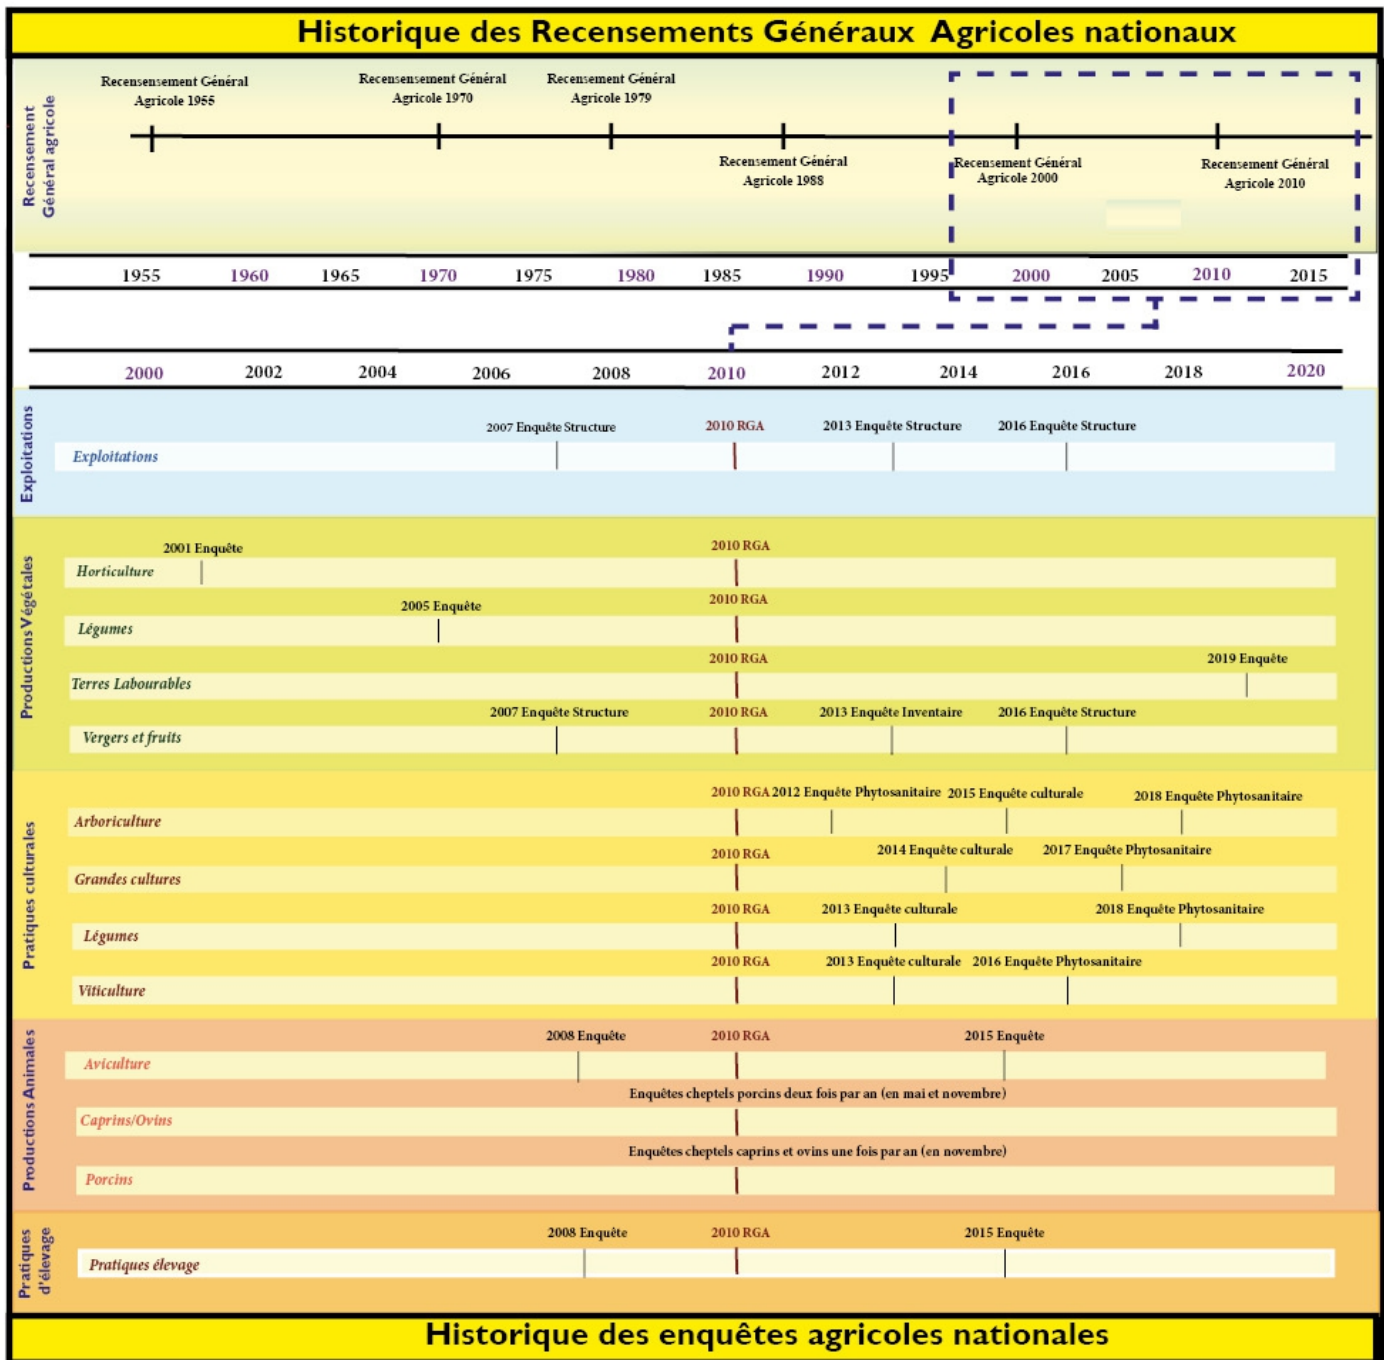 Historique des Recensements Généraux Agricoles nationaux
Recensement
Général agricole
Recensensement Général
Agricole 1955
Recensensement Général
Agricole 1970
Recensement Général
Agricole 1979
Recensement Général
Agricole 1988
Recensement Général
Agricole 2000
Recensement Général
Agricole 2010
1955 1960 1965 1970 1975 1980 1985 1990 1995 2000 2005 2010 2015
2000 2002 2004 2006 2008 2010 2012 2014 2016 2018 2020
Exploitations
2007 Enquête Structure 2010 RGA 2013 Enquête Structure 2016 Enquête Structure
Exploitations
Productions Végétales
2001 Enquête 2010 RGA
Horticulture
2005 Enquête 2010 RGA
Légumes
2010 RGA 2019 Enquête
Terres Labourables
2007 Enquête Structure 2010 RGA 2013 Enquête Inventaire 2016 Enquête Structure
Vergers et fruits
Pratiques culturales
2010 RGA 2012 Enquête Phytosanitaire 2015 Enquête culturale 2018 Enquête Phytosanitaire
Arboriculture
2010 RGA 2014 Enquête culturale 2017 Enquête Phytosanitaire
Grandes cultures
2010 RGA 2013 Enquête culturale 2018 Enquête Phytosanitaire
Légumes
2010 RGA 2013 Enquête culturale 2016 Enquête Phytosanitaire
Viticulture
Productions Animales
2008 Enquête 2010 RGA 2015 Enquête
Aviculture
Enquêtes cheptels porcins deux fois par an (en mai et novembre)
Caprins/Ovins
Enquêtes cheptels caprins et ovins une fois par an (en novembre)
Porcins
Pratiques
d'élevage
2008 Enquête 2010 RGA 2015 Enquête
Pratiques élevage
Historique des enquêtes agricoles nationales